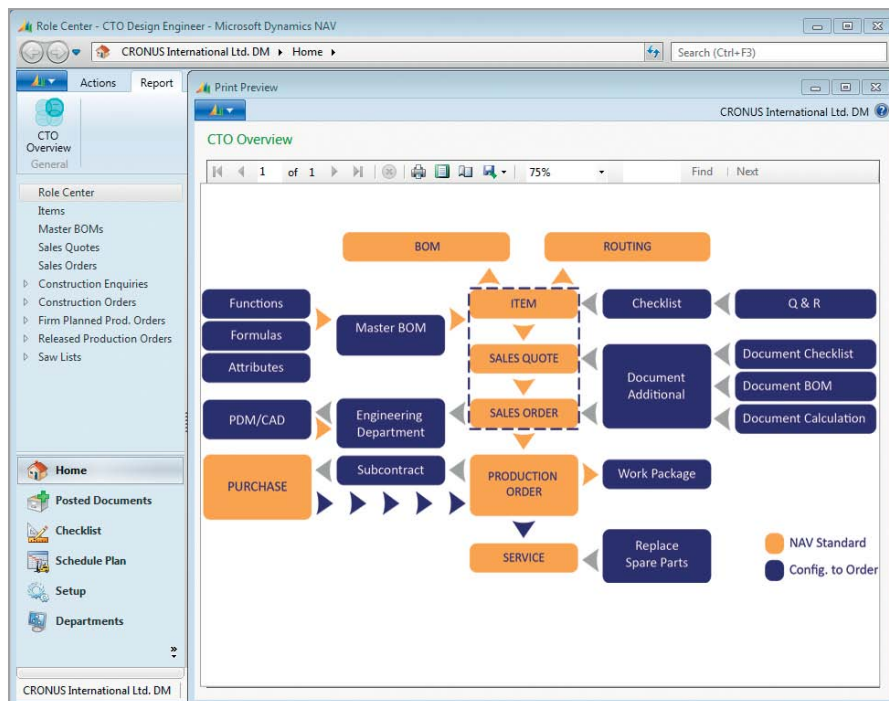 Role Center - CTO Design Engineer - Microsoft Dynamics NAV
CRONUS International Ltd. DM
Home
Search (Ctrl+F3)
Actions
Report
CTO
Overview
General
Role Center
Items
Master BOMs
Sales Quotes
Sales Orders
Construction Enquiries
Construction Orders
Firm Planned Prod. Orders
Released Production Orders
Saw Lists
Home
Posted Documents
Checklist
Schedule Plan
Setup
Departments
CRONUS International Ltd. DM
Print Preview
CRONUS International Ltd. DM
CTO Overview
1 of 1 75% Find | Next
BOM
ROUTING
Functions
ITEM
Checklist
Q & R
Formulas
Master BOM
Attributes
SALES QUOTE
Document
Additional
Document Checklist
Document BOM
PDM/CAD
Engineering
Department
SALES ORDER
Document Calculation
PURCHASE
Subcontract
PRODUCTION
ORDER
Work Package
SERVICE
Replace
Spare Parts
NAV Standard
Config. to Order